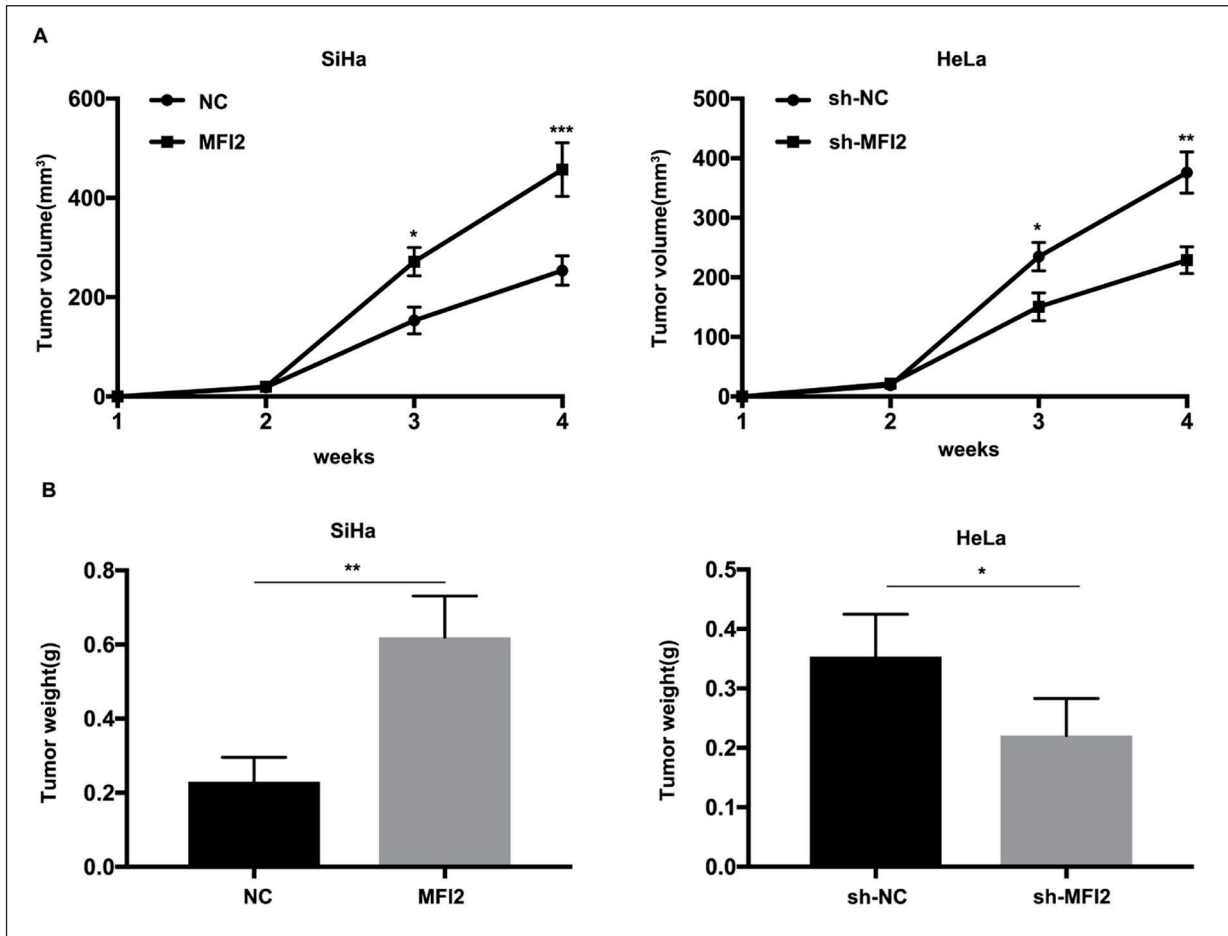 A
SiHa
NC
MFI2
600
400
200
0
Tumor volume(mm³)
*
***
1 2 3 4
weeks
HeLa
sh-NC
sh-MFI2
500
400
300
200
100
0
Tumor volume(mm³)
*
**
1 2 3 4
weeks
B
SiHa
**
0.8
0.6
0.4
0.2
0.0
Tumor weight(g)
NC MFI2
HeLa
*
0.5
0.4
0.3
0.2
0.1
0.0
Tumor weight(g)
sh-NC sh-MFI2